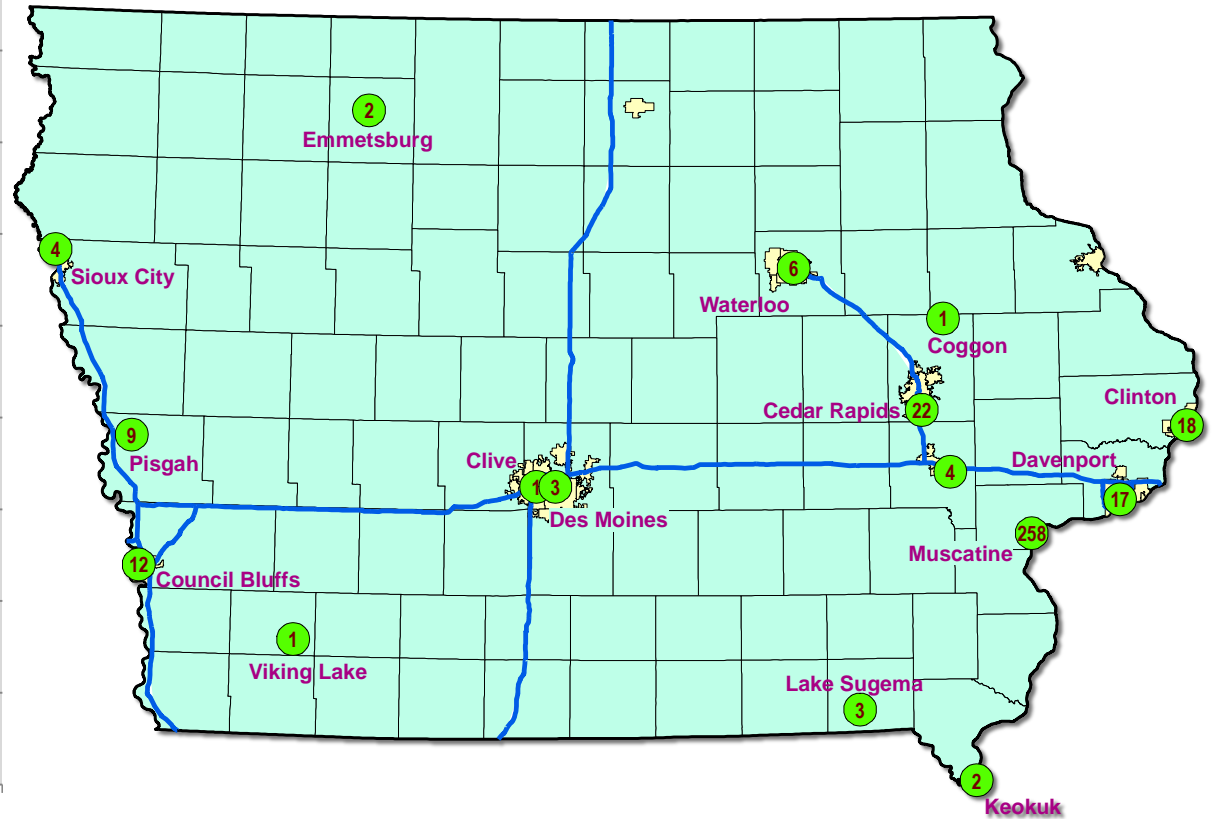 2
Emmetsburg
4
Sioux City
6
Waterloo
1
Coggon
Clinton
18
Cedar Rapids
22
9
Pisgah
Clive
1
3
Des Moines
4
Davenport
17
258
Muscatine
12
Council Bluffs
1
Viking Lake
Lake Sugema
3
2
Keokuk